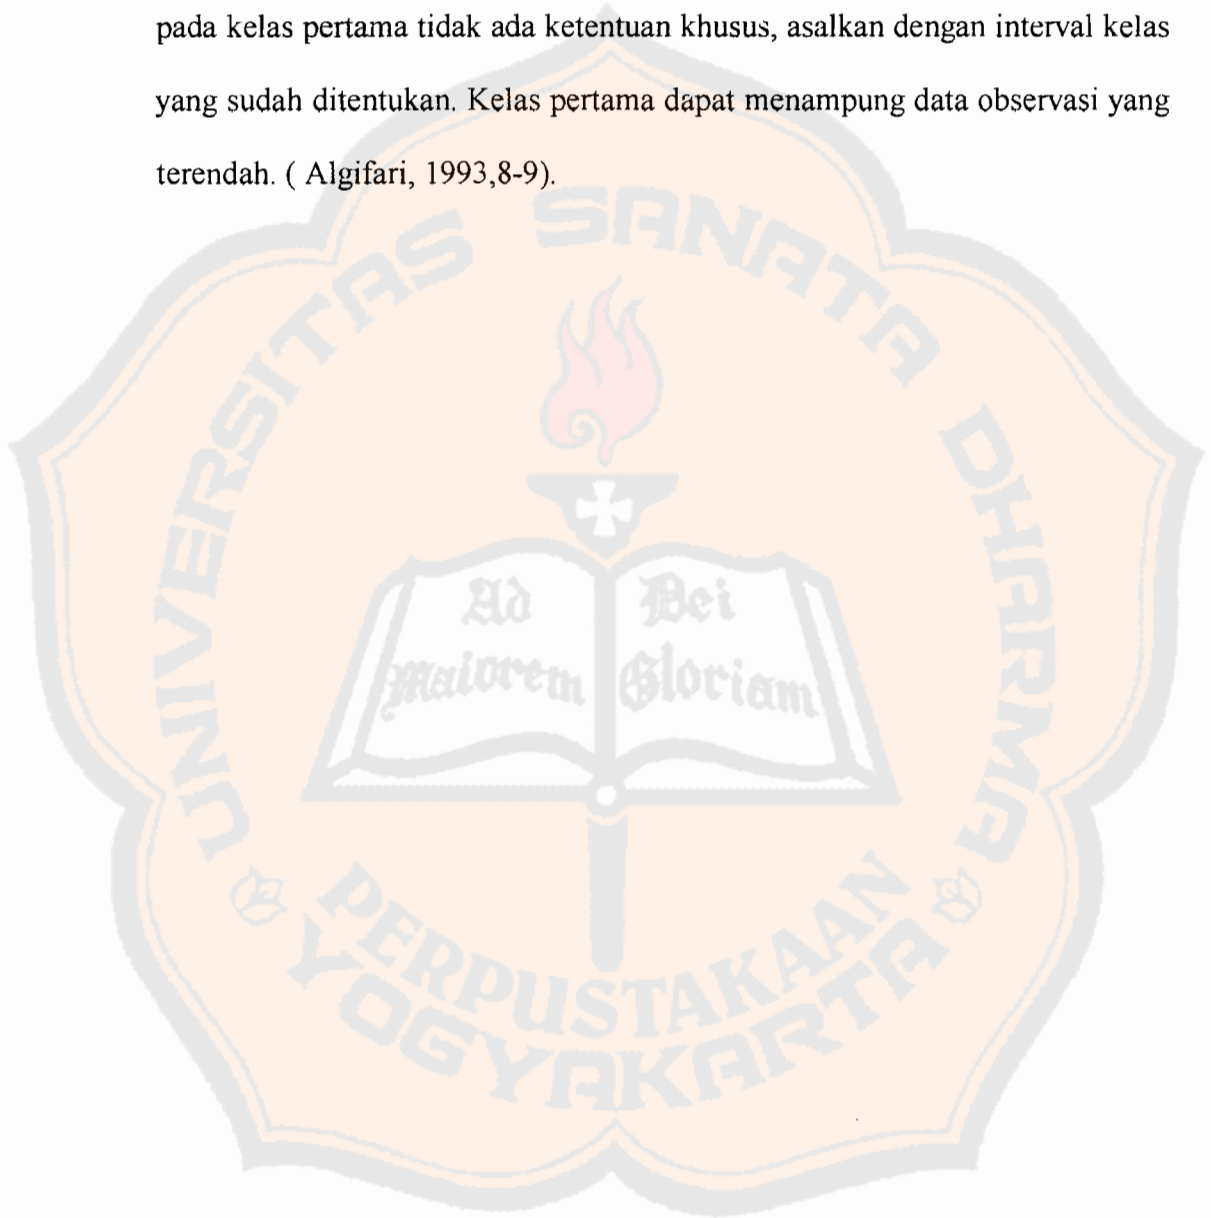 pada kelas pertama tidak ada ketentuan khusus, asalkan dengan interval kelas
yang sudah ditentukan. Kelas pertama dapat menampung data observasi yang
terendah. ( Algifari, 1993,8-9).
UNIVERSITAS SANATA DHARMA
Ad
maiorem
Dei
Gloriam
PERPUSTAKAAN
YOGYAKARTA